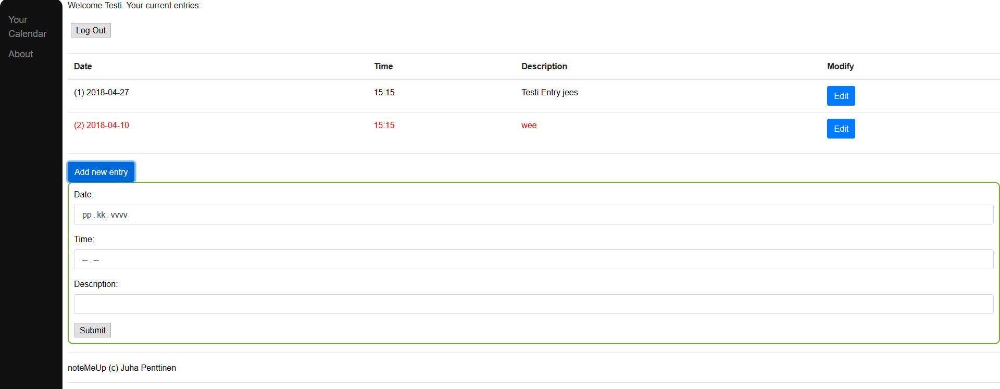 Your
Calendar
About
Welcome Testi. Your current entries:
Log Out
Date Time Description Modify
(1) 2018-04-27 15:15 Testi Entry jees Edit
(2) 2018-04-10 15:15 wee Edit
Add new entry
Date:
pp . kk . vvvv
Time:
-- . --
Description:
Submit
noteMeUp (c) Juha Penttinen